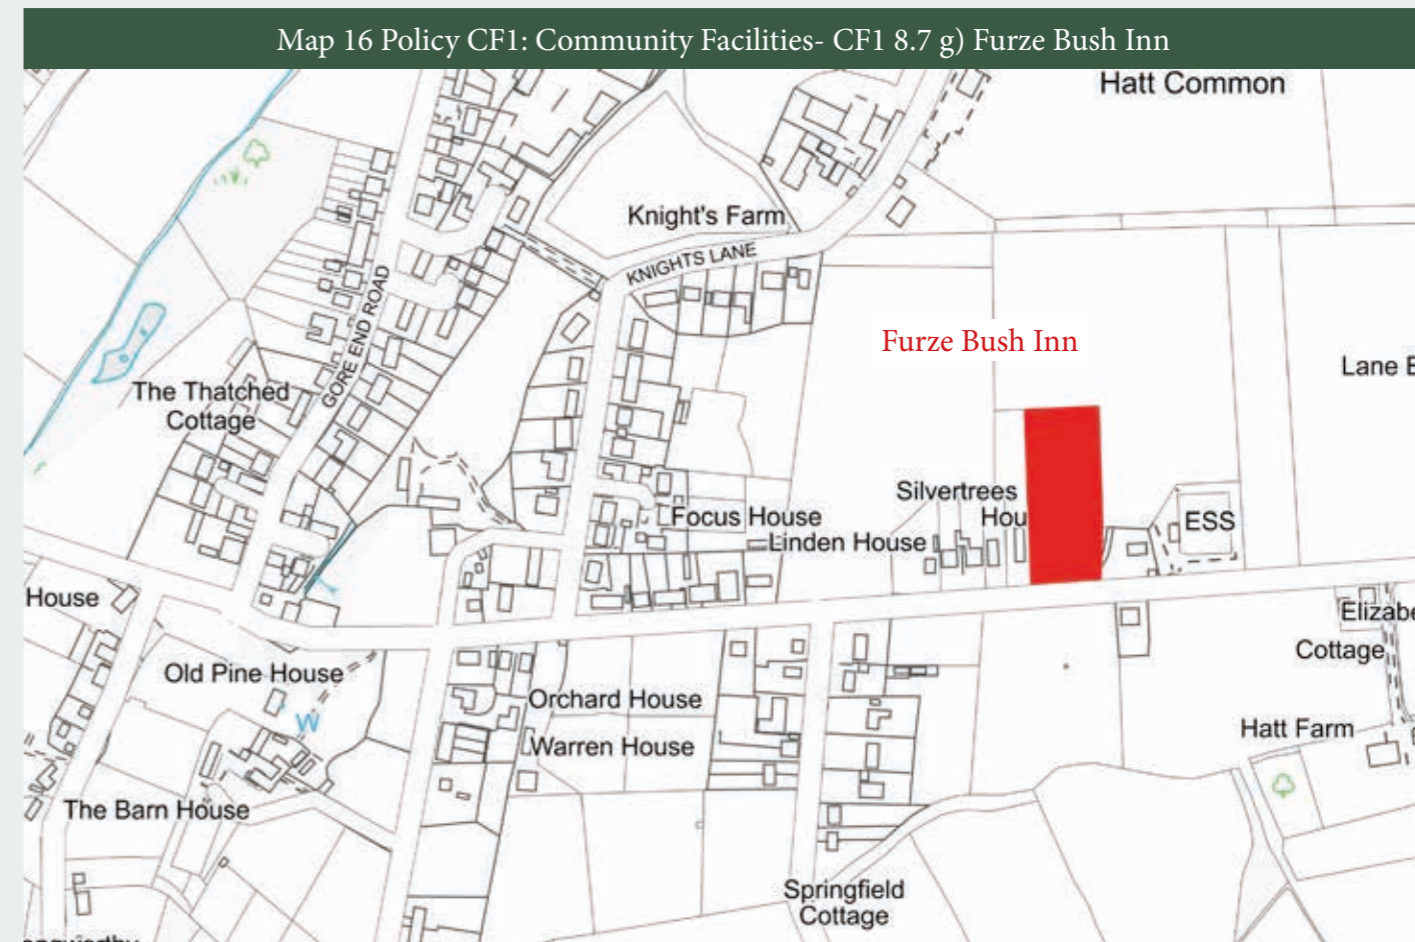 Map 16 Policy CF1: Community Facilities- CF1 8.7 g) Furze Bush Inn
Hatt Common
Knight's Farm
KNIGHTS LANE
GORE END ROAD
Furze Bush Inn
Lane
The Thatched
Cottage
Silvertrees
Hou
Focus House
Linden House
ESS
House
Elizabe
Cottage
Old Pine House
W
Orchard House
Warren House
Hatt Farm
The Barn House
Springfield
Cottage